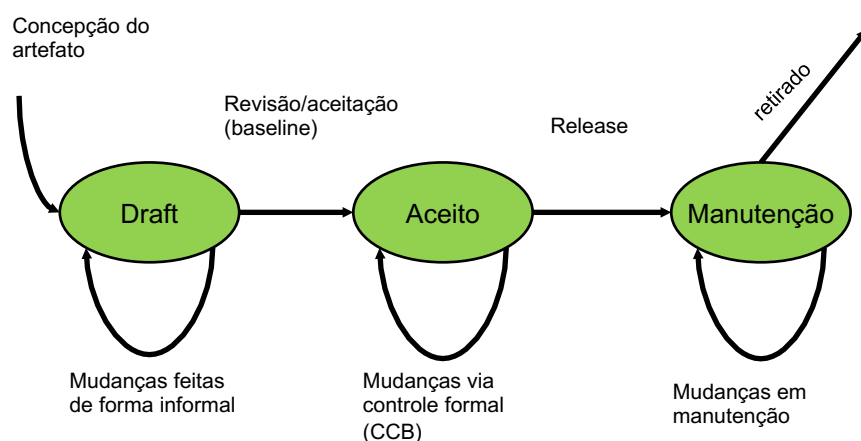 Concepção do
artefato
Revisão/aceitação
(baseline)
Release
retirado
Draft
Aceito
Manutenção
Mudanças feitas
de forma informal
Mudanças via
controle formal
(CCB)
Mudanças em
manutenção